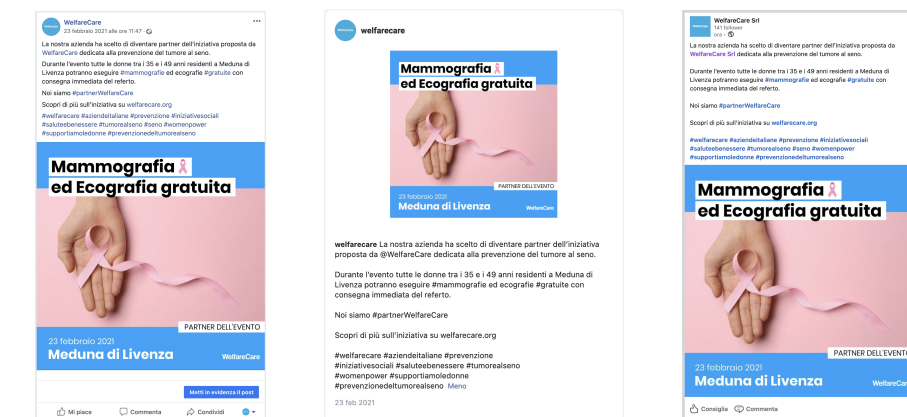 WelfareCare
23 febbraio 2021 alle ore 11:47
La nostra azienda ha scelto di diventare partner dell'iniziativa proposta da
WelfareCare dedicata alla prevenzione del tumore al seno.
Durante l'evento tutte le donne tra i 35 e i 49 anni residenti a Meduna di
Livenza potranno eseguire #mammografie ed ecografie #gratuite con
consegna immediata del referto.
Noi siamo #partnerWelfareCare
Scopri di più sull'iniziativa su welfarecare.org
#welfarecare #aziendeitaliane #prevenzione #iniziativesociali
#saluteebenessere #tumorealseno #seno #womenpower
#supportiamoledonne #prevenzionedeltumorealseno
Mammografia
ed Ecografia gratuita
PARTNER DELL'EVENTO
23 febbraio 2021
Meduna di Livenza
WelfareCare
Metti in evidenza il post
Mi piace
Commenta
Condividi
welfarecare
Mammografia
ed Ecografia gratuita
PARTNER DELL'EVENTO
23 febbraio 2021
Meduna di Livenza
WelfareCare
welfarecare La nostra azienda ha scelto di diventare partner dell'iniziativa
proposta da @WelfareCare dedicata alla prevenzione del tumore al seno.
Durante l'evento tutte le donne tra i 35 e i 49 anni residenti a Meduna di
Livenza potranno eseguire #mammografie ed ecografie #gratuite con
consegna immediata del referto.
Noi siamo #partnerWelfareCare
Scopri di più sull'iniziativa su welfarecare.org
#welfarecare #aziendeitaliane #prevenzione
#iniziativesociali #saluteebenessere #tumorealseno
#womenpower #supportiamoledonne
#prevenzionedeltumorealseno Meno
23 feb 2021
WelfareCare Srl
141 follower
ora
La nostra azienda ha scelto di diventare partner dell'iniziativa proposta da
WelfareCare Srl dedicata alla prevenzione del tumore al seno.
Durante l'evento tutte le donne tra i 35 e i 49 anni residenti a Meduna di
Livenza potranno eseguire #mammografie ed ecografie #gratuite con
consegna immediata del referto.
Noi siamo #partnerWelfareCare
Scopri di più sull'iniziativa su welfarecare.org
#welfarecare #aziendeitaliane #prevenzione #iniziativesociali
#saluteebenessere #tumorealseno #seno #womenpower
#supportiamoledonne #prevenzionedeltumorealseno
Mammografia
ed Ecografia gratuita
PARTNER DELL'EVENTO
23 febbraio 2021
Meduna di Livenza
WelfareCar
Consiglia
Commenta